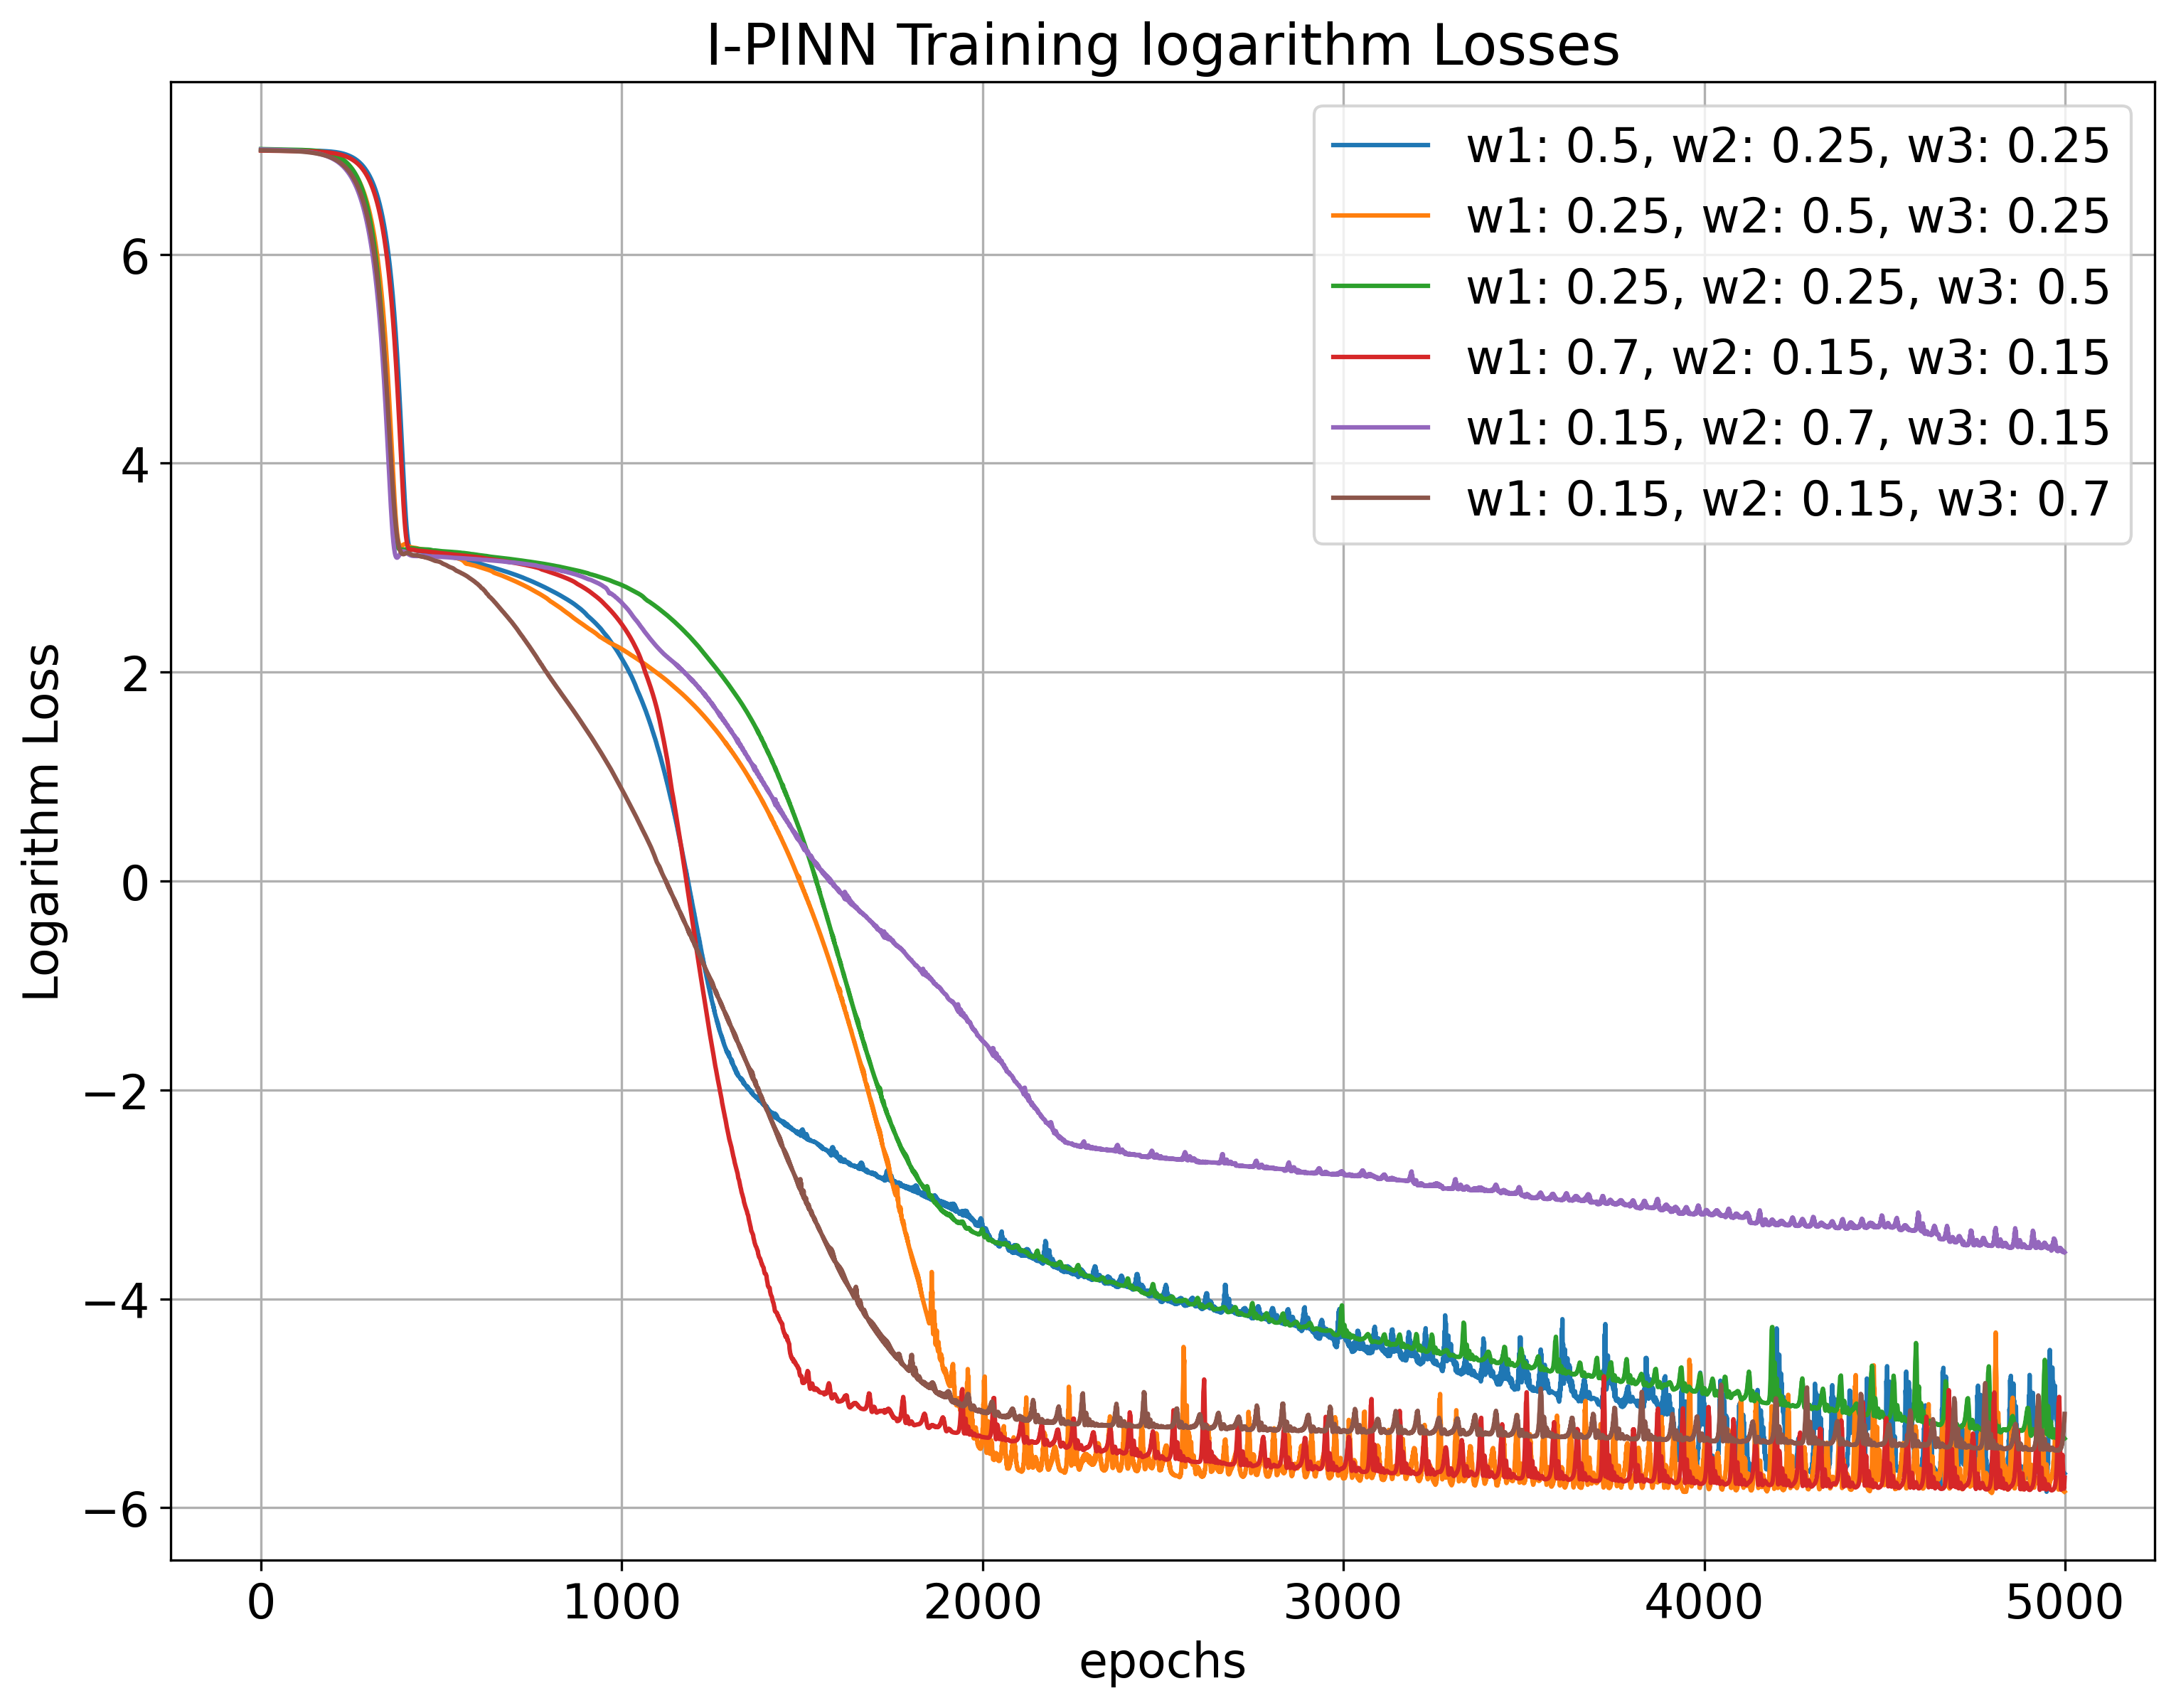 I-PINN Training logarithm Losses
w1: 0.5, w2: 0.25, w3: 0.25
w1: 0.25, w2: 0.5, w3: 0.25
w1: 0.25, w2: 0.25, w3: 0.5
w1: 0.7, w2: 0.15, w3: 0.15
w1: 0.15, w2: 0.7, w3: 0.15
w1: 0.15, w2: 0.15, w3: 0.7
Logarithm Loss
6
4
2
0
−2
−4
−6
0 1000 2000 3000 4000 5000
epochs